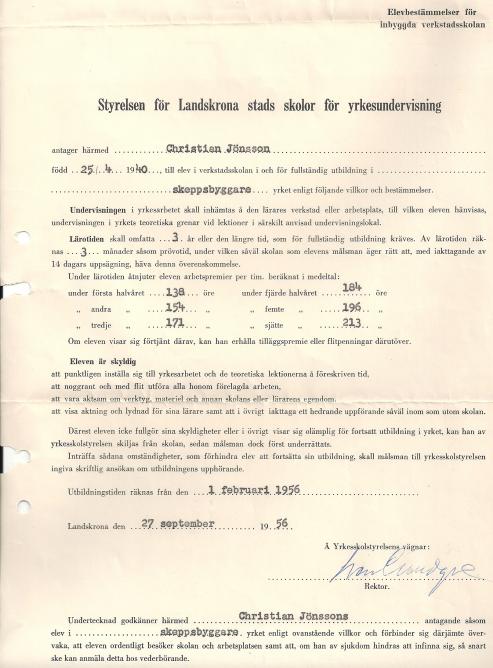 Elevbestämmelser för
inbyggda verkstadsskolan
Styrelsen för Landskrona stads skolor för yrkesundervisning
antager härmed Christian Jönsson
född 25/4 1940, till elev i verkstadsskolan i och för fullständig utbildning i
skeppsbyggare yrket enligt följande villkor och bestämmelser.
Undervisningen i yrkesarbetet skall inhämtas å den lärares verkstad eller arbetsplats, till vilken eleven hänvisas,
undervisningen i yrkets teoretiska grenar vid lektioner i särskilt anvisad undervisningslokal.
Lärotiden skall omfatta 3 år eller den längre tid, som för fullständig utbildning kräves. Av lärotiden räk-
nas 3 månader såsom prövotid, under vilken såväl skolan som elevens målsman äger rätt att, med iakttagande av
14 dagars uppsägning, häva denna överenskommelse.
Under lärotiden åtnjuter eleven arbetspremier per tim. beräknat i medeltal:
under första halvåret 138 öre under fjärde halvåret 184 öre
„ andra „ 154 „ „ femte „ 196 „
„ tredje „ 171 „ „ sjätte „ 213 „
Om eleven visar sig förtjänt därav, kan han erhålla tilläggspremie eller flitpenningar därutöver.
Eleven är skyldig
att punktligen inställa sig till yrkesarbetet och de teoretiska lektionerna å föreskriven tid,
att noggrant och med flit utföra alla honom förelagda arbeten,
att vara aktsam om verktyg, materiel och annan skolans eller lärarens egendom,
att visa aktning och lydnad för sina lärare samt att i övrigt iakttaga ett hedrande uppförande såväl inom som utom skolan.
Därest eleven icke fullgör sina skyldigheter eller i övrigt visar sig olämplig för fortsatt utbildning i yrket, kan han av
yrkesskolstyrelsen skiljas från skolan, sedan målsman dock först underrättats.
Inträffa sådana omständigheter, som förhindra elev att fortsätta sin utbildning, skall målsman till yrkesskolstyrelsen
ingiva skriftlig ansökan om utbildningens upphörande.
Utbildningstiden räknas från den 1 februari 1956
Landskrona den 27 september 1956.
Å Yrkesskolstyrelsens vägnar:
Rektor.
Undertecknad godkänner härmed Christian Jönssons antagande såsom
elev i skeppsbyggare yrket enligt ovanstående villkor och förbinder sig därjämte över-
vaka, att eleven ordentligt besöker skolan och arbetsplatsen samt att, om han av sjukdom hindras att infinna sig, så snart
ske kan anmäla detta hos vederbörande.